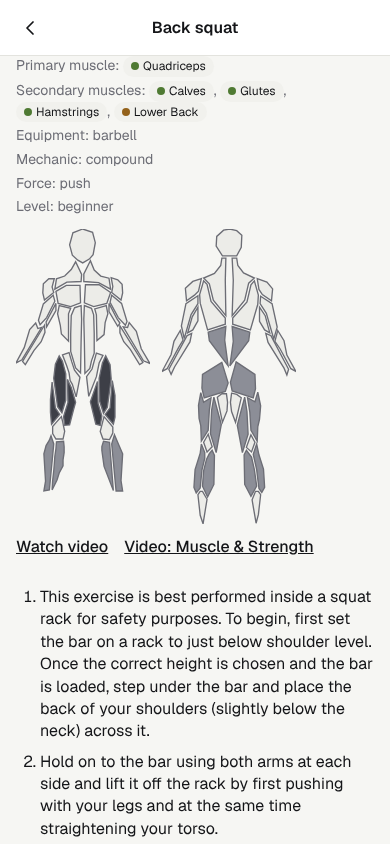 Back squat
Primary muscle: Quadriceps
Secondary muscles: Calves , Glutes ,
Hamstrings , Lower Back
Equipment: barbell
Mechanic: compound
Force: push
Level: beginner
Watch video Video: Muscle & Strength
1. This exercise is best performed inside a squat
rack for safety purposes. To begin, first set
the bar on a rack to just below shoulder level.
Once the correct height is chosen and the bar
is loaded, step under the bar and place the
back of your shoulders (slightly below the
neck) across it.
2. Hold on to the bar using both arms at each
side and lift it off the rack by first pushing
with your legs and at the same time
straightening your torso.